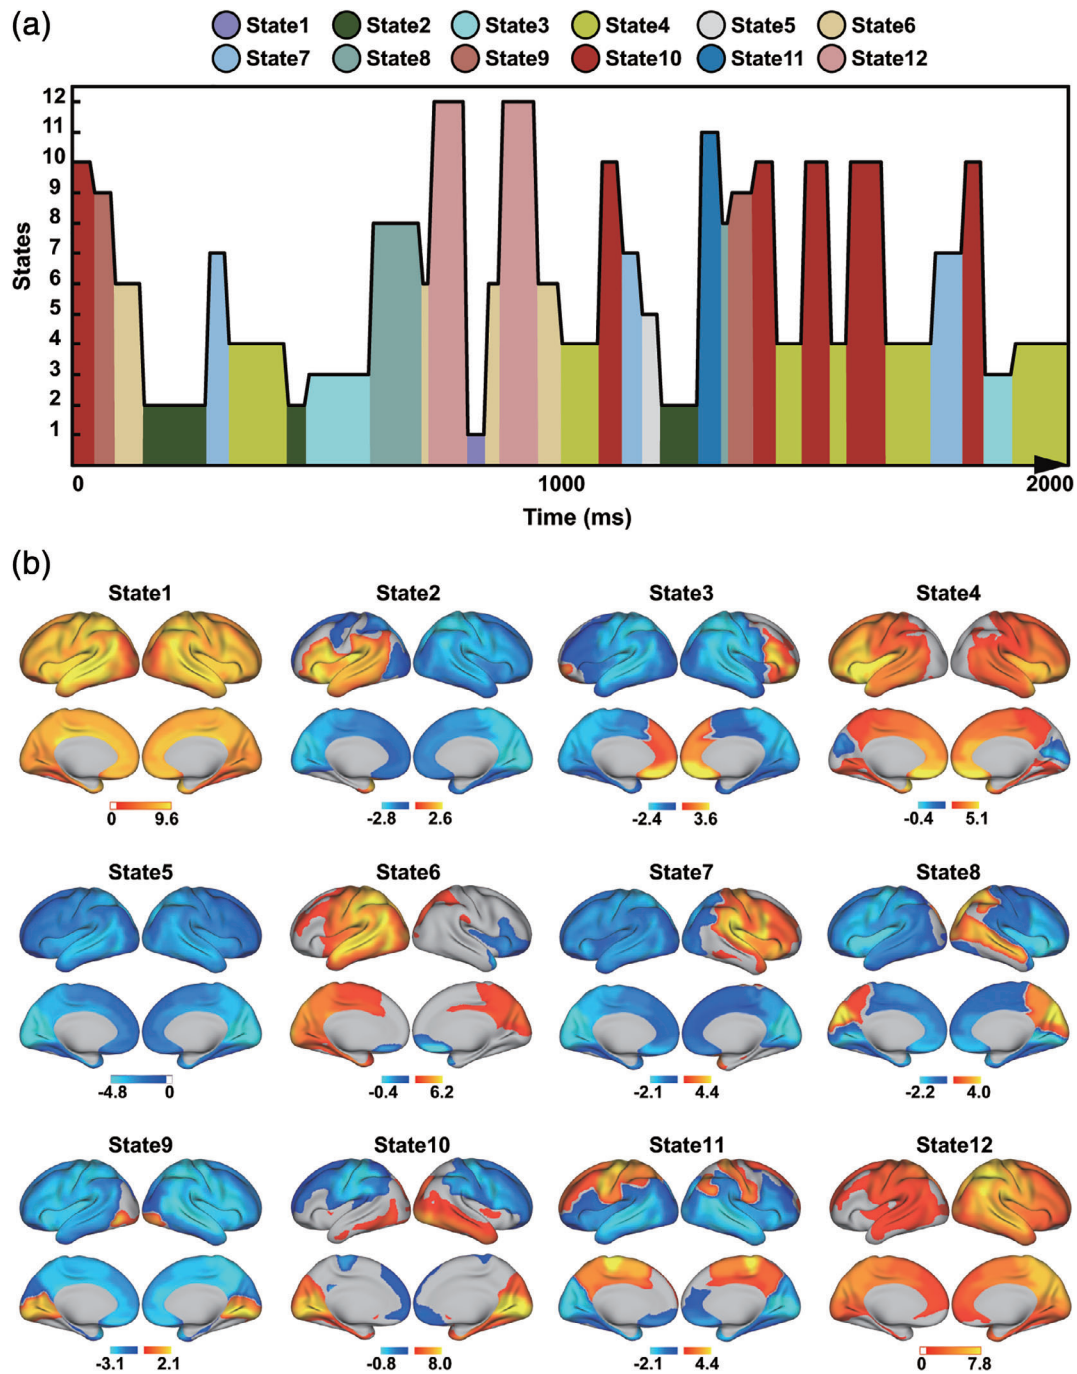 (a)
State1 State2 State3 State4 State5 State6
State7 State8 State9 State10 State11 State12
12
11
10
9
8
7
6
5
4
3
2
1
States
0 1000 2000
Time (ms)
(b)
State1 State2 State3 State4
0 9.6 -2.8 2.6 -2.4 3.6 -0.4 5.1
State5 State6 State7 State8
-4.8 0 -0.4 6.2 -2.1 4.4 -2.2 4.0
State9 State10 State11 State12
-3.1 2.1 -0.8 8.0 -2.1 4.4 0 7.8